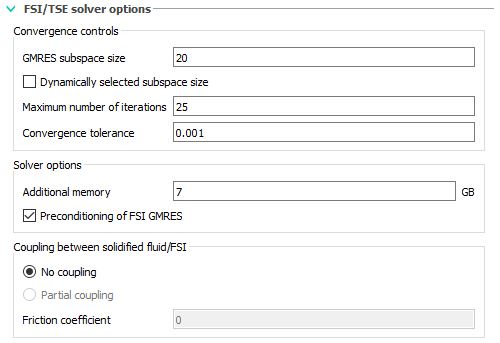 FSI/TSE solver options
Convergence controls
GMRES subspace size 20
Dynamically selected subspace size
Maximum number of iterations 25
Convergence tolerance 0.001
Solver options
Additional memory 7 GB
Preconditioning of FSI GMRES
Coupling between solidified fluid/FSI
No coupling
Partial coupling
Friction coefficient 0